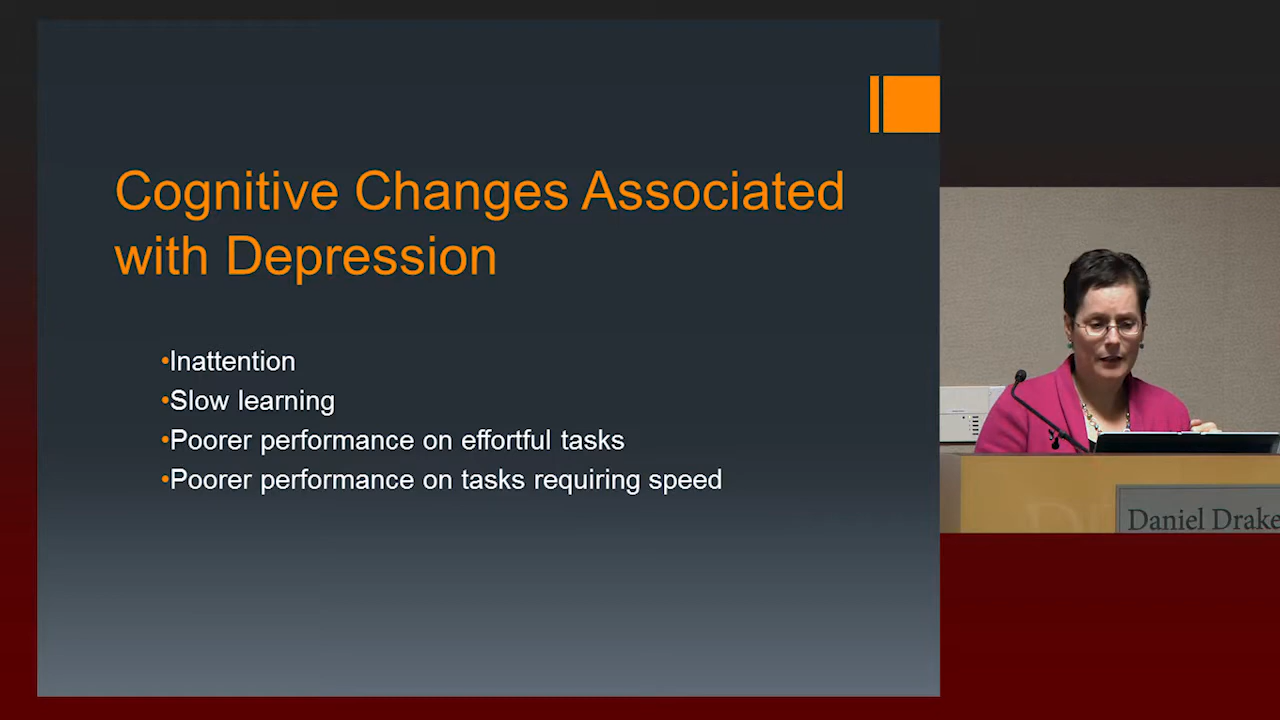 Cognitive Changes Associated
with Depression
•Inattention
•Slow learning
•Poorer performance on effortful tasks
•Poorer performance on tasks requiring speed
Daniel Drake